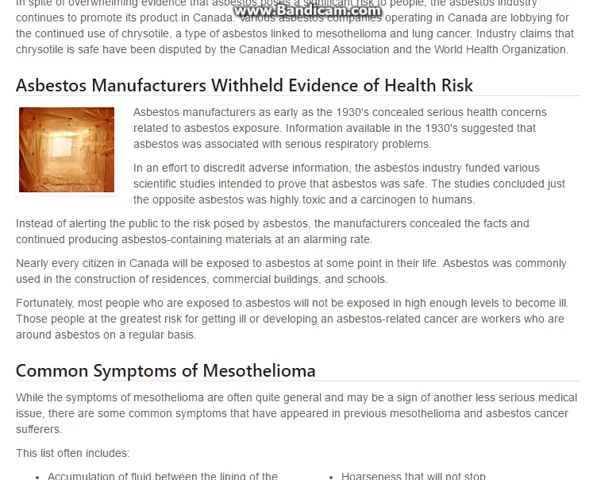 In spite of overwhelming evidence that asbestos poses a significant risk to people, the asbestos industry
www.Bandicam.com
continues to promote its product in Canada. Various asbestos companies operating in Canada are lobbying for
the continued use of chrysotile, a type of asbestos linked to mesothelioma and lung cancer. Industry claims that
chrysotile is safe have been disputed by the Canadian Medical Association and the World Health Organization.
Asbestos Manufacturers Withheld Evidence of Health Risk
Asbestos manufacturers as early as the 1930's concealed serious health concerns
related to asbestos exposure. Information available in the 1930's suggested that
asbestos was associated with serious respiratory problems.
In an effort to discredit adverse information, the asbestos industry funded various
scientific studies intended to prove that asbestos was safe. The studies concluded just
the opposite asbestos was highly toxic and a carcinogen to humans.
Instead of alerting the public to the risk posed by asbestos, the manufacturers concealed the facts and
continued producing asbestos-containing materials at an alarming rate.
Nearly every citizen in Canada will be exposed to asbestos at some point in their life. Asbestos was commonly
used in the construction of residences, commercial buildings, and schools.
Fortunately, most people who are exposed to asbestos will not be exposed in high enough levels to become ill.
Those people at the greatest risk for getting ill or developing an asbestos-related cancer are workers who are
around asbestos on a regular basis.
Common Symptoms of Mesothelioma
While the symptoms of mesothelioma are often quite general and may be a sign of another less serious medical
issue, there are some common symptoms that have appeared in previous mesothelioma and asbestos cancer
sufferers.
This list often includes:
• Accumulation of fluid between the lining of the
• Hoarseness that will not stop